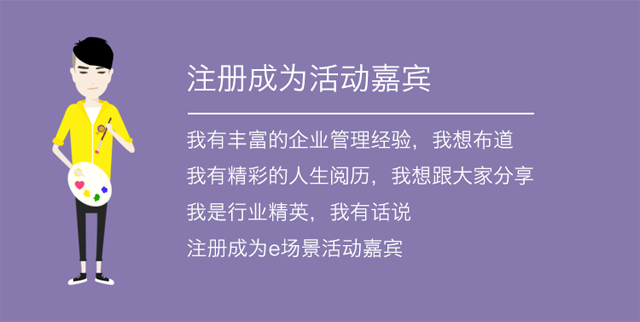 注册成为活动嘉宾
我有丰富的企业管理经验，我想布道
我有精彩的人生阅历，我想跟大家分享
我是行业精英，我有话说
注册成为e场景活动嘉宾